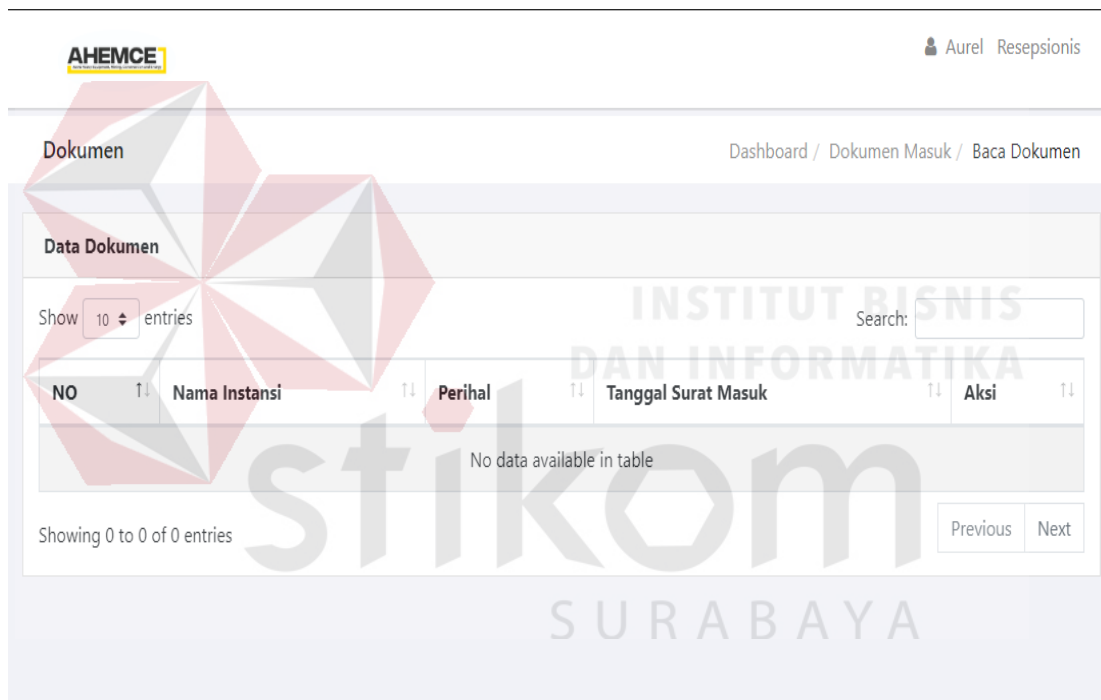 AHEMCE
Aurel Resepsionis
Dokumen
Dashboard / Dokumen Masuk / Baca Dokumen
Data Dokumen
Show 10 entries
Search:
NO Nama Instansi Perihal Tanggal Surat Masuk Aksi
No data available in table
Showing 0 to 0 of 0 entries
Previous Next
INSTITUT BISNIS
DAN INFORMATIKA
stikom
SURABAYA